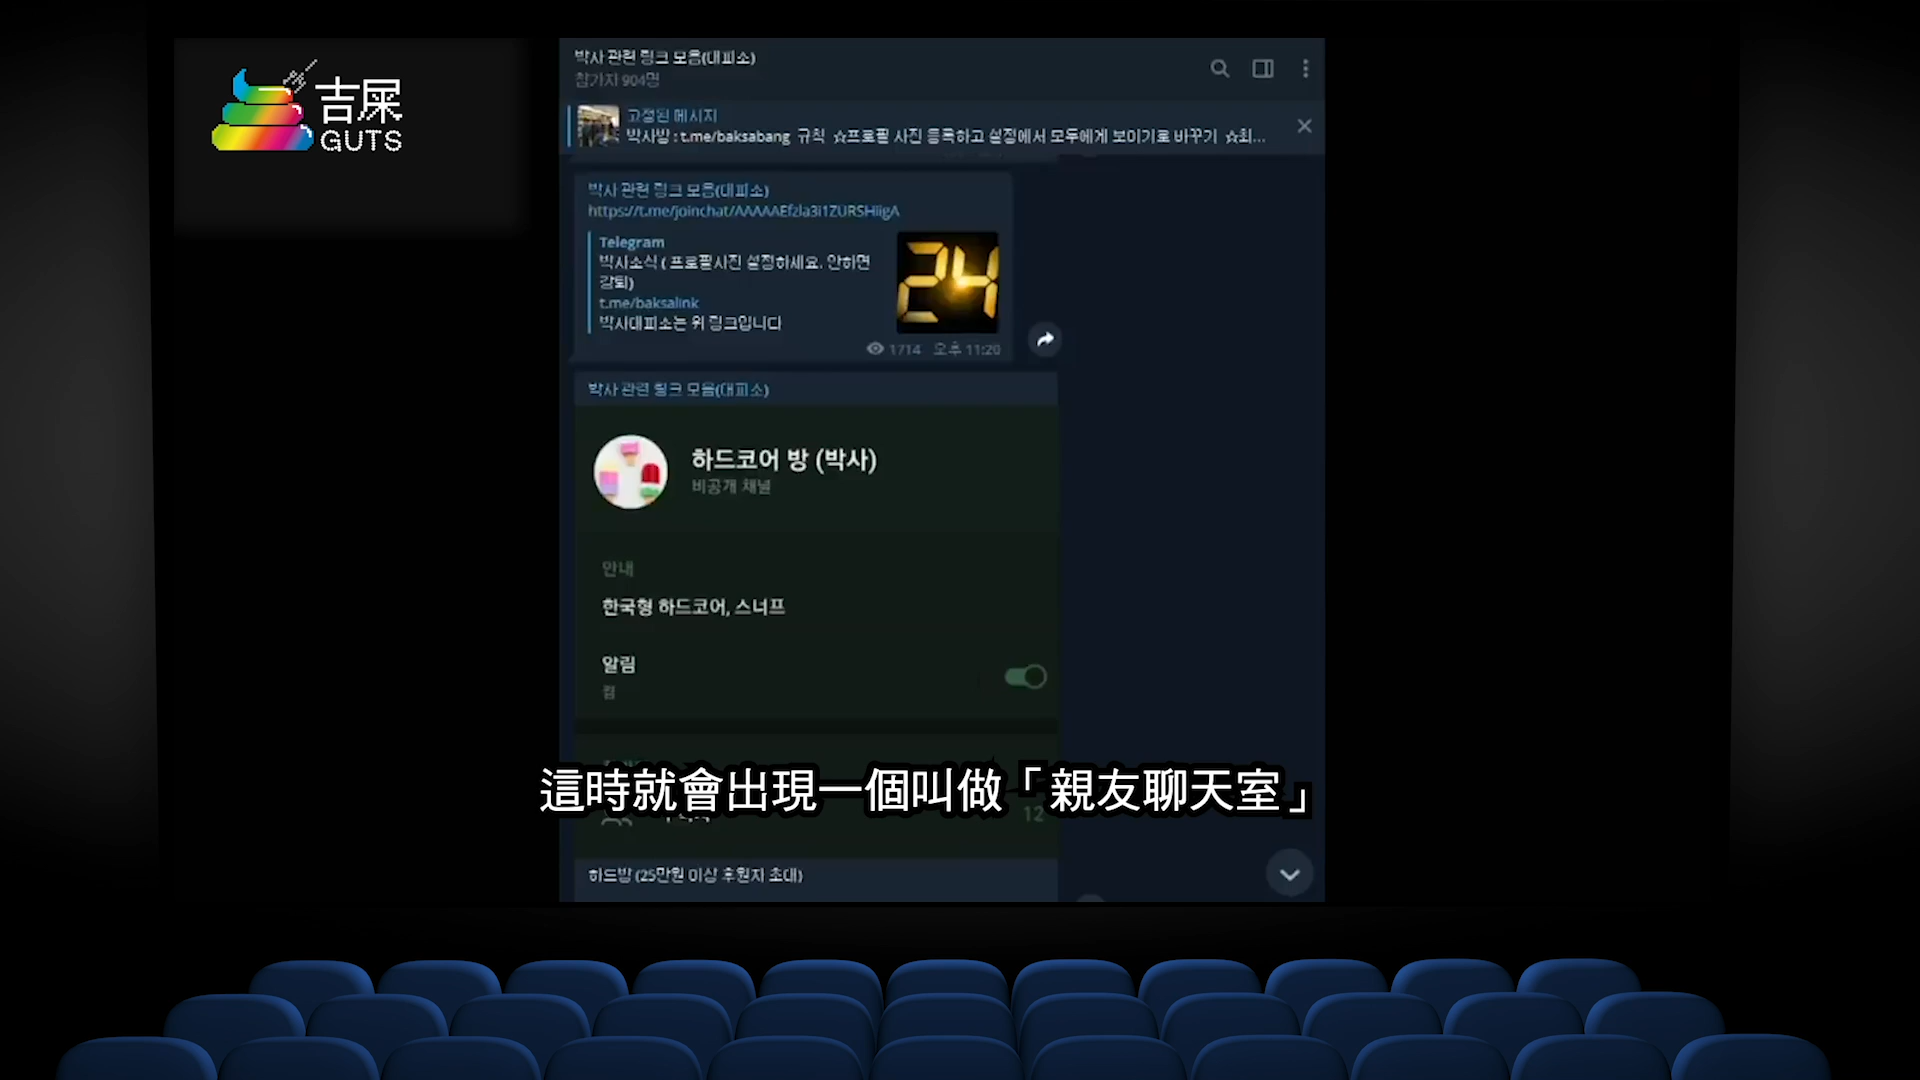 吉屎
GUTS
박사 관련 링크 모음(대피소)
참가자 904명
고정된 메시지
박사방 : t.me/baksabang 규칙 ☆프로필 사진 등록하고 설정에서 모두에게 보이기로 바꾸기 ☆최...
박사 관련 링크 모음(대피소)
https://t.me/joinchat/AAAAAEfzla3i1ZURSHiigA
Telegram
박사소식 ( 프로필사진 설정하세요. 안하면
강퇴)
t.me/baksalink
박사대피소는 위 링크입니다
24
1714 오후 11:20
박사 관련 링크 모음(대피소)
하드코어 방 (박사)
비공개 채널
안내
한국형 하드코어, 스너프
알림
켬
這時就會出現一個叫做「親友聊天室」
12
하드방 (25만원 이상 후원자 초대)